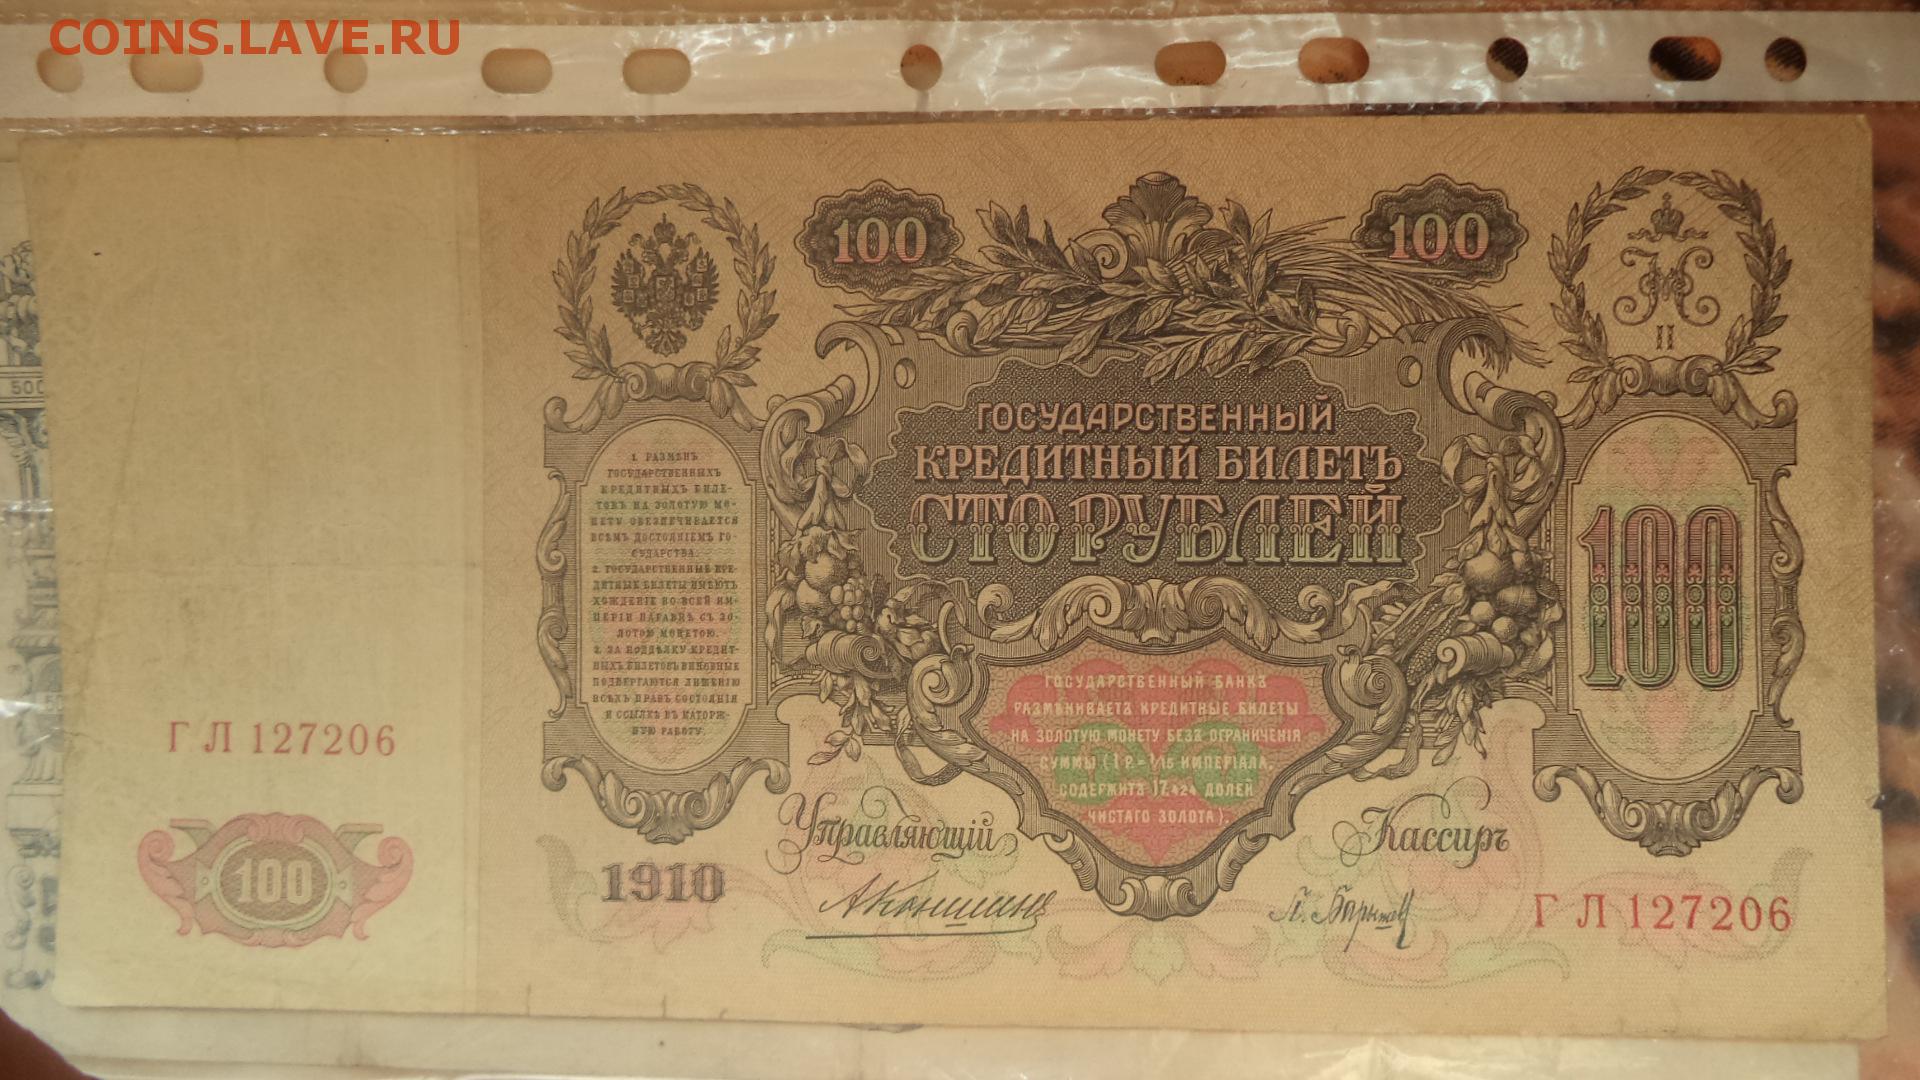 COINS.LAVE.RU
100
100
Н
II
500
ГОСУДАРСТВЕННЫЙ
КРЕДИТНЫЙ БИЛЕТЪ
СТО РУБЛЕЙ
1. РАЗМѢНЪ
ГОСУДАРСТВЕННЫХЪ
КРЕДИТНЫХЪ БИЛЕ-
ТОВЪ НА ЗОЛОТУЮ МО-
НЕТУ ОБЕЗПЕЧИВАЕТСЯ
ВСѢМЪ ДОСТОЯНІЕМЪ ГО-
СУДАРСТВА.
2. ГОСУДАРСТВЕННЫЕ КРЕ-
ДИТНЫЕ БИЛЕТЫ ИМѢЮТЪ
ХОЖДЕНІЕ ВО ВСЕЙ ИМ-
ПЕРІИ НАРАВНѢ СЪ ЗО-
ЛОТОЮ МОНЕТОЮ.
3. ЗА ПОДДѢЛКУ КРЕДИТ-
НЫХЪ БИЛЕТОВЪ ВИНОВНЫЕ
ПОДВЕРГАЮТСЯ ЛИШЕНІЮ
ВСѢХЪ ПРАВЪ СОСТОЯНІЯ
И ССЫЛКѢ ВЪ КАТОРЖ-
НУЮ РАБОТУ.
100
ГОСУДАРСТВЕННЫЙ БАНКЪ
РАЗМѢНИВАЕТЪ КРЕДИТНЫЕ БИЛЕТЫ
НА ЗОЛОТУЮ МОНЕТУ БЕЗЪ ОГРАНИЧЕНІЯ
СУММЫ (1 Р.= 1/15 ИМПЕРІАЛА,
СОДЕРЖИТЪ 17,424 ДОЛЕЙ
ЧИСТАГО ЗОЛОТА).
ГЛ 127206
100
1910
Управляющій
АКоншинъ
Кассиръ
ГЛ 127206